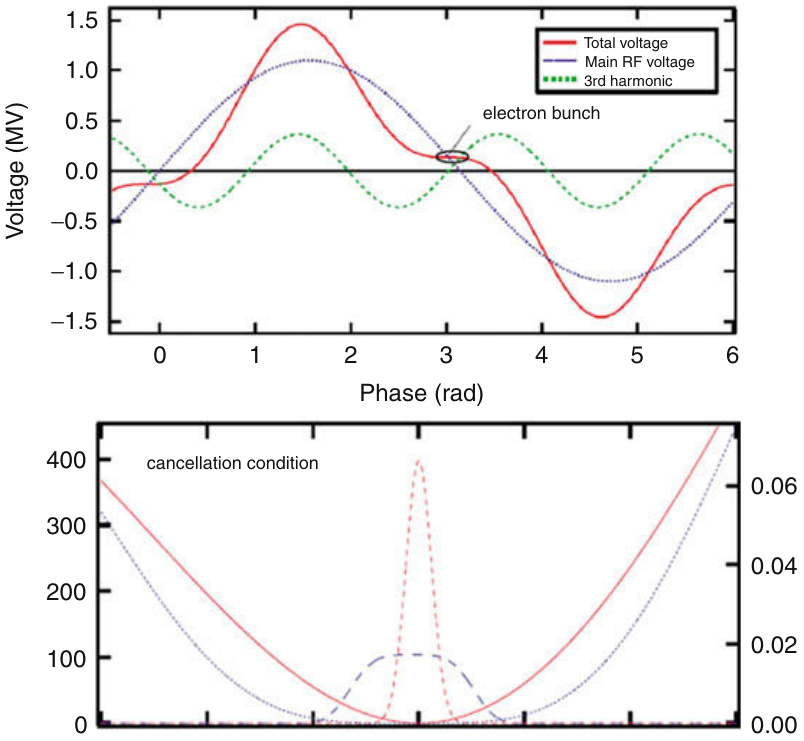 1.5
1.0
0.5
0.0
−0.5
−1.0
−1.5
Voltage (MV)
Total voltage
Main RF voltage
3rd harmonic
electron bunch
0 1 2 3 4 5 6
Phase (rad)
cancellation condition
400
300
200
100
0
0.06
0.04
0.02
0.00